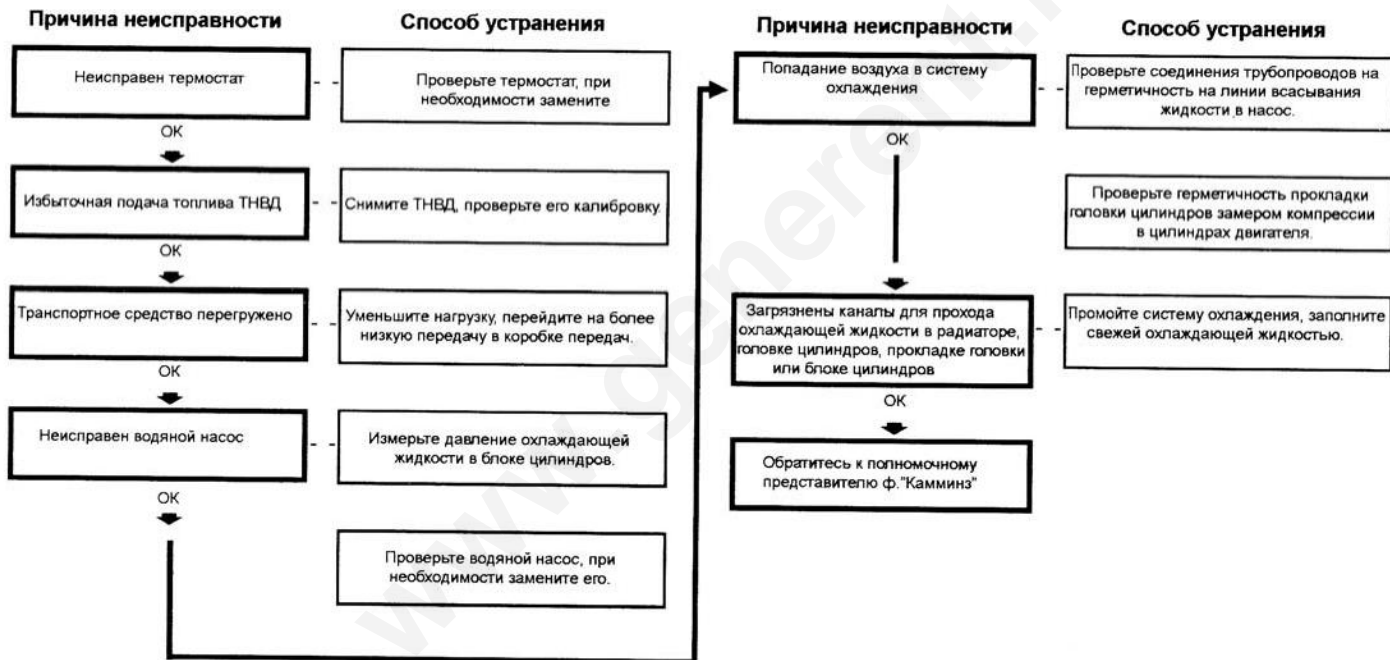 Причина неисправности
Способ устранения
Неисправен термостат
Проверьте термостат, при
необходимости замените
ОК
Избыточная подача топлива ТНВД
Снимите ТНВД, проверьте его калибровку.
ОК
Транспортное средство перегружено
Уменьшите нагрузку, перейдите на более
низкую передачу в коробке передач.
ОК
Неисправен водяной насос
Измерьте давление охлаждающей
жидкости в блоке цилиндров.
ОК
Проверьте водяной насос, при
необходимости замените его.
Причина неисправности
Способ устранения
Попадание воздуха в систему
охлаждения
Проверьте соединения трубопроводов на
герметичность на линии всасывания
жидкости в насос.
ОК
Проверьте герметичность прокладки
головки цилиндров замером компрессии
в цилиндрах двигателя.
Загрязнены каналы для прохода
охлаждающей жидкости в радиаторе,
головке цилиндров, прокладке головки
или блоке цилиндров
Промойте систему охлаждения, заполните
свежей охлаждающей жидкостью.
ОК
Обратитесь к полномочному
представителю ф."Камминз"
www.generent.